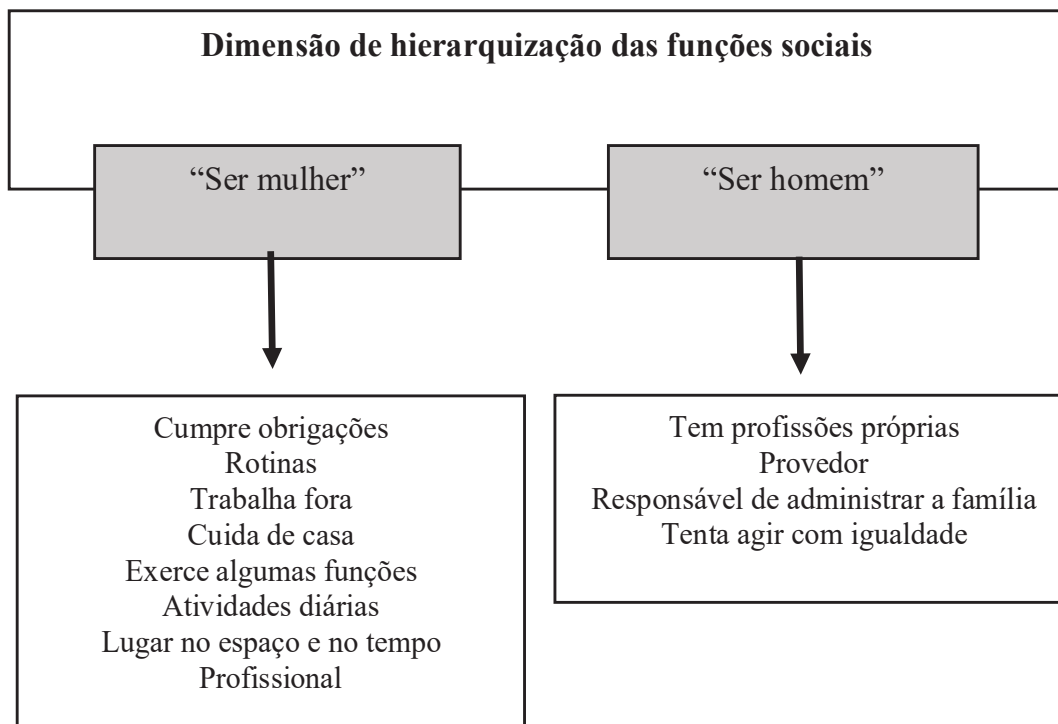 Dimensão de hierarquização das funções sociais
“Ser mulher”
“Ser homem”
Cumpre obrigações
Rotinas
Trabalha fora
Cuida de casa
Exerce algumas funções
Atividades diárias
Lugar no espaço e no tempo
Profissional
Tem profissões próprias
Provedor
Responsável de administrar a família
Tenta agir com igualdade